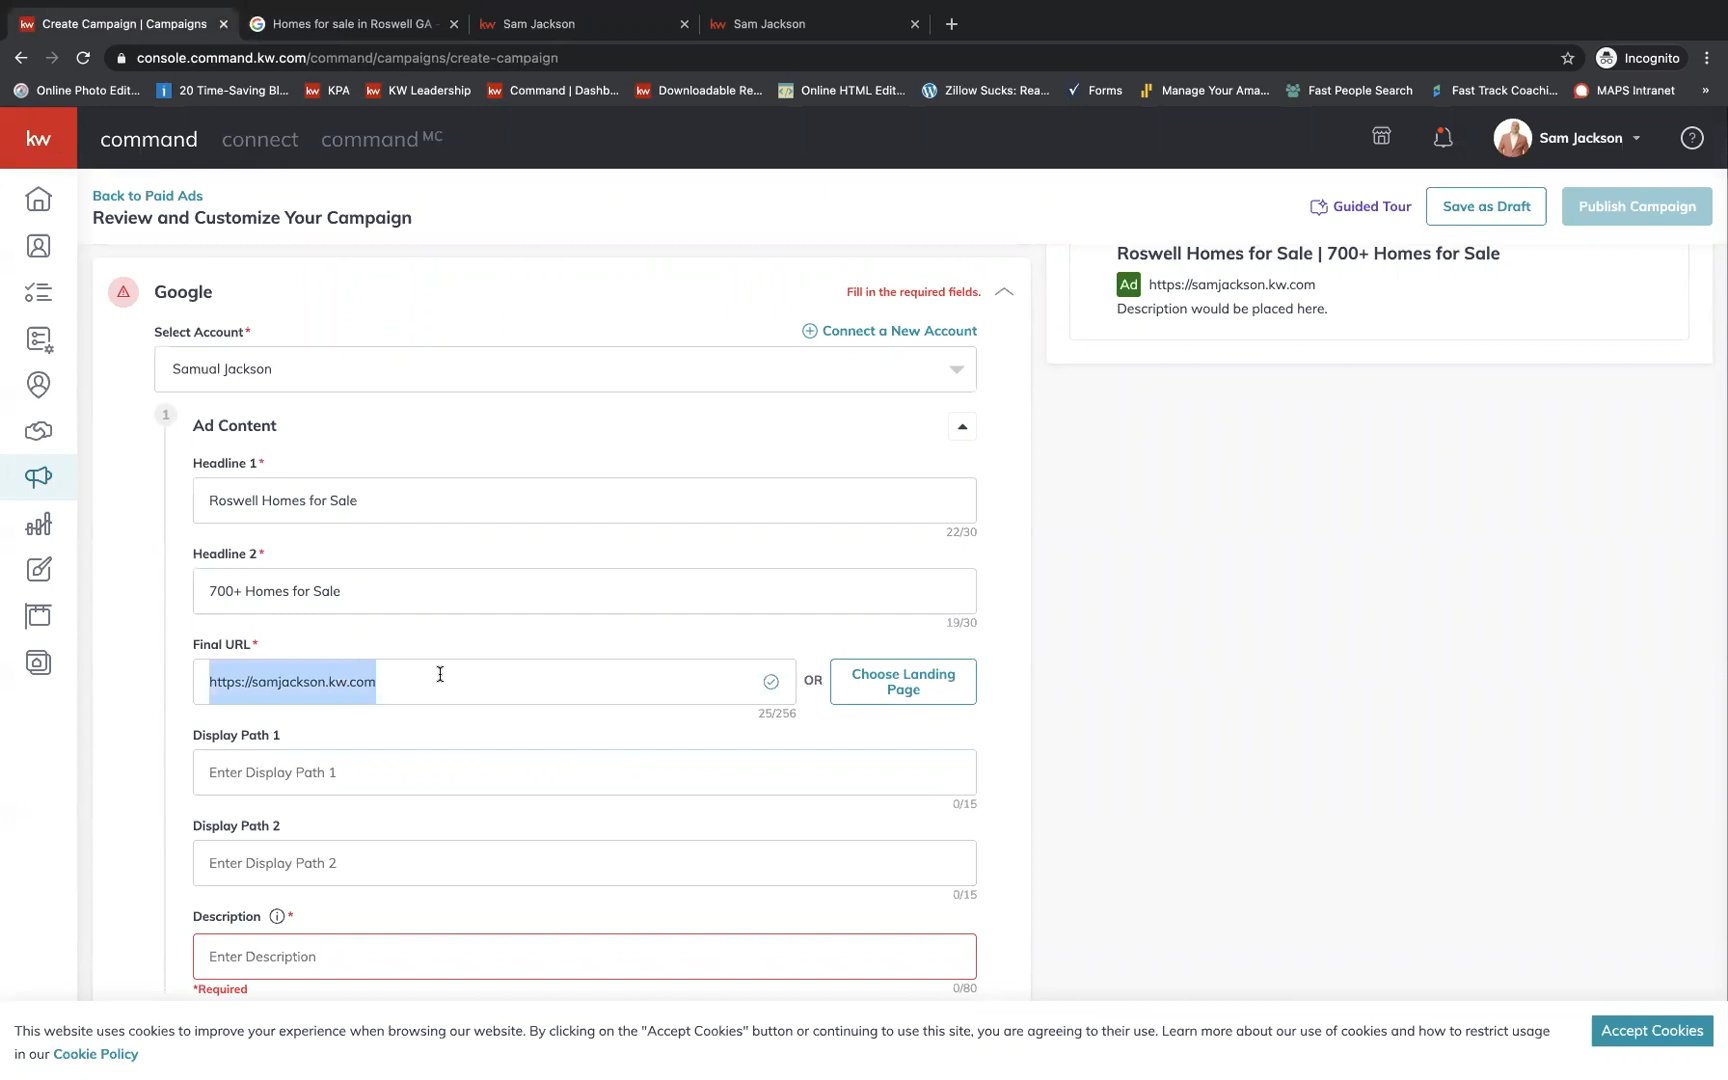 Create Campaign | Campaigns
Homes for sale in Roswell GA -
kw Sam Jackson
kw Sam Jackson
console.command.kw.com/command/campaigns/create-campaign
Incognito
Online Photo Edit...
20 Time-Saving Bl...
KPA
KW Leadership
Command | Dashb...
Downloadable Re...
Online HTML Edit...
Zillow Sucks: Rea...
Forms
Manage Your Ama...
Fast People Search
Fast Track Coachi...
MAPS Intranet
»
kw
command
connect
command MC
Sam Jackson
Back to Paid Ads
Review and Customize Your Campaign
Guided Tour
Save as Draft
Publish Campaign
Google
Fill in the required fields.
Select Account*
Connect a New Account
Samual Jackson
1
Ad Content
Headline 1*
Roswell Homes for Sale
22/30
Headline 2*
700+ Homes for Sale
19/30
Final URL*
https://samjackson.kw.com
OR
Choose Landing
Page
25/256
Display Path 1
Enter Display Path 1
0/15
Display Path 2
Enter Display Path 2
0/15
Description *
Enter Description
*Required
0/80
Roswell Homes for Sale | 700+ Homes for Sale
Ad https://samjackson.kw.com
Description would be placed here.
This website uses cookies to improve your experience when browsing our website. By clicking on the "Accept Cookies" button or continuing to use this site, you are agreeing to their use. Learn more about our use of cookies and how to restrict usage
in our Cookie Policy
Accept Cookies